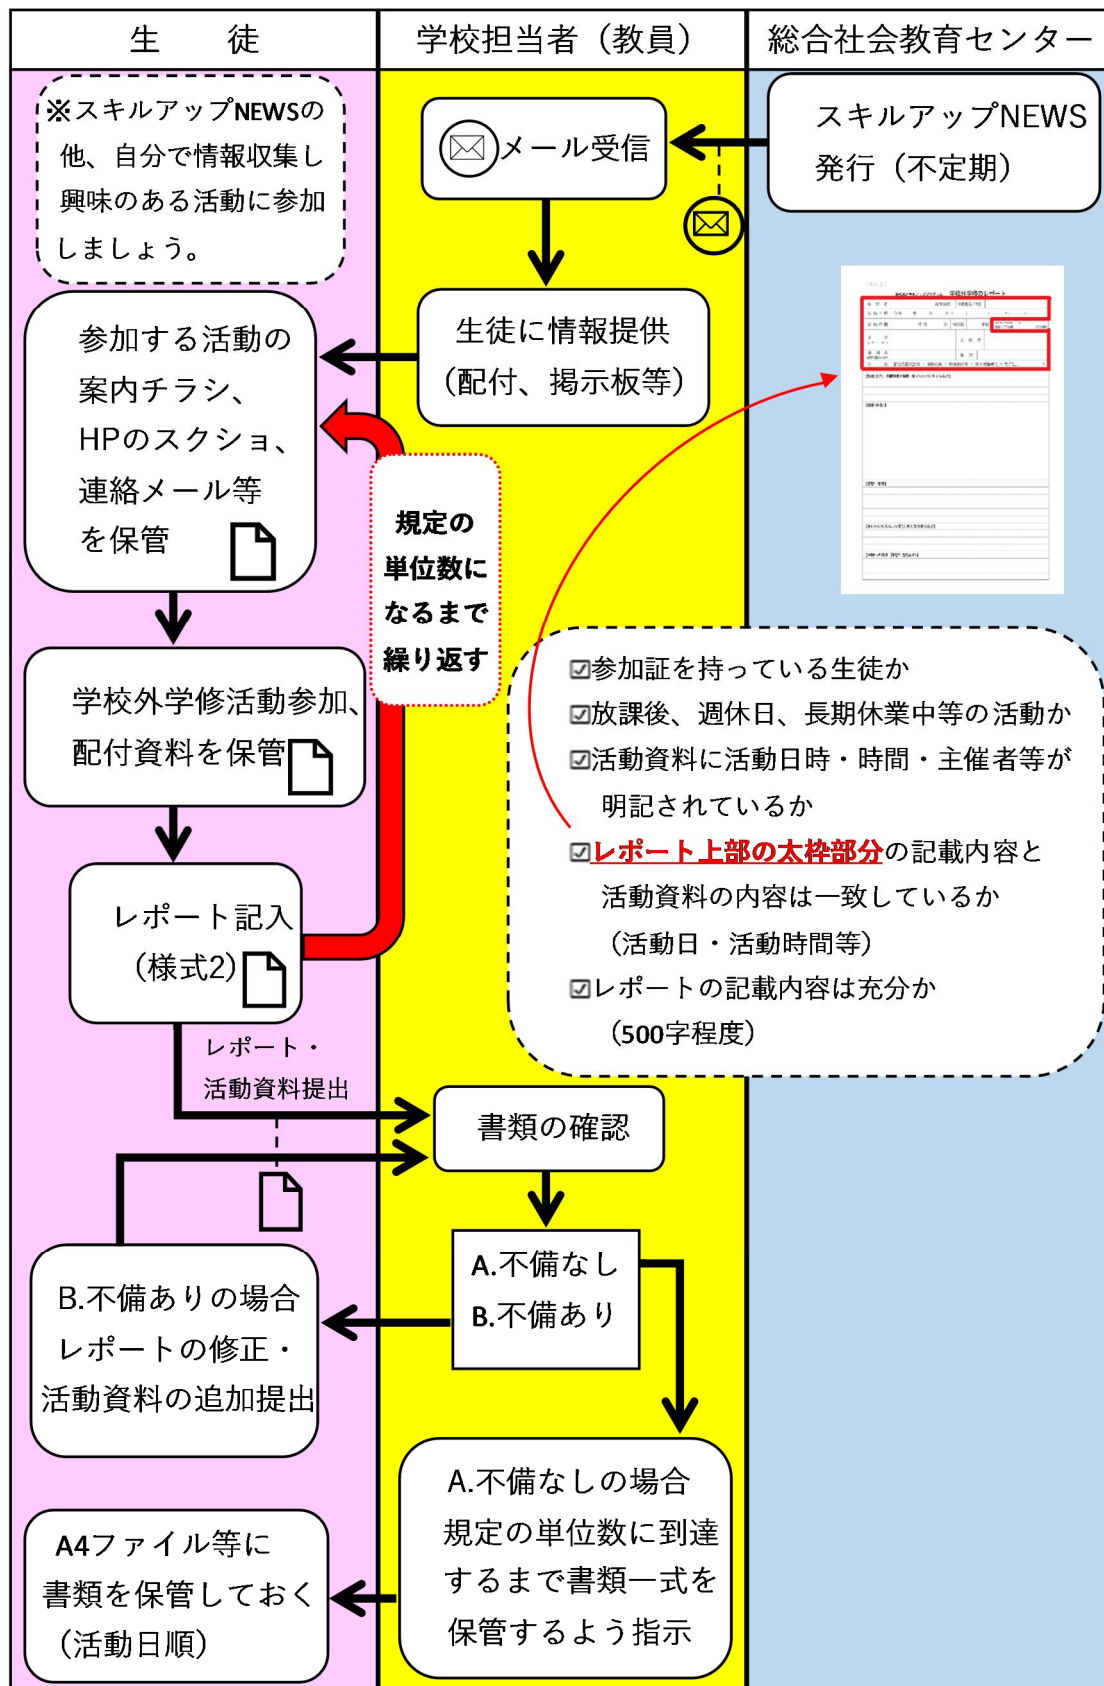 生　徒
学校担当者（教員）
総合社会教育センター
※スキルアップNEWSの
他、自分で情報収集し
興味のある活動に参加
しましょう。
メール受信
スキルアップNEWS
発行（不定期）
生徒に情報提供
（配付、掲示板等）
参加する活動の
案内チラシ、
HPのスクショ、
連絡メール等
を保管
規定の
単位数に
なるまで
繰り返す
学校外学修活動参加、
配付資料を保管
レポート記入
（様式2）
☑参加証を持っている生徒か
☑放課後、週休日、長期休業中等の活動か
☑活動資料に活動日時・時間・主催者等が
明記されているか
☑レポート上部の太枠部分の記載内容と
活動資料の内容は一致しているか
（活動日・活動時間等）
☑レポートの記載内容は充分か
（500字程度）
レポート・
活動資料提出
書類の確認
A.不備なし
B.不備あり
B.不備ありの場合
レポートの修正・
活動資料の追加提出
A.不備なしの場合
規定の単位数に到達
するまで書類一式を
保管するよう指示
A4ファイル等に
書類を保管しておく
（活動日順）